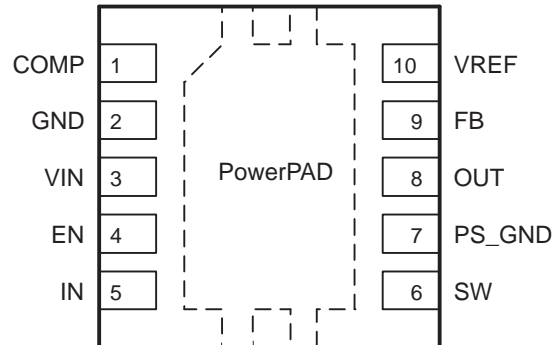 COMP 1 10 VREF
GND 2 9 FB
VIN 3 PowerPAD 8 OUT
EN 4 7 PS_GND
IN 5 6 SW